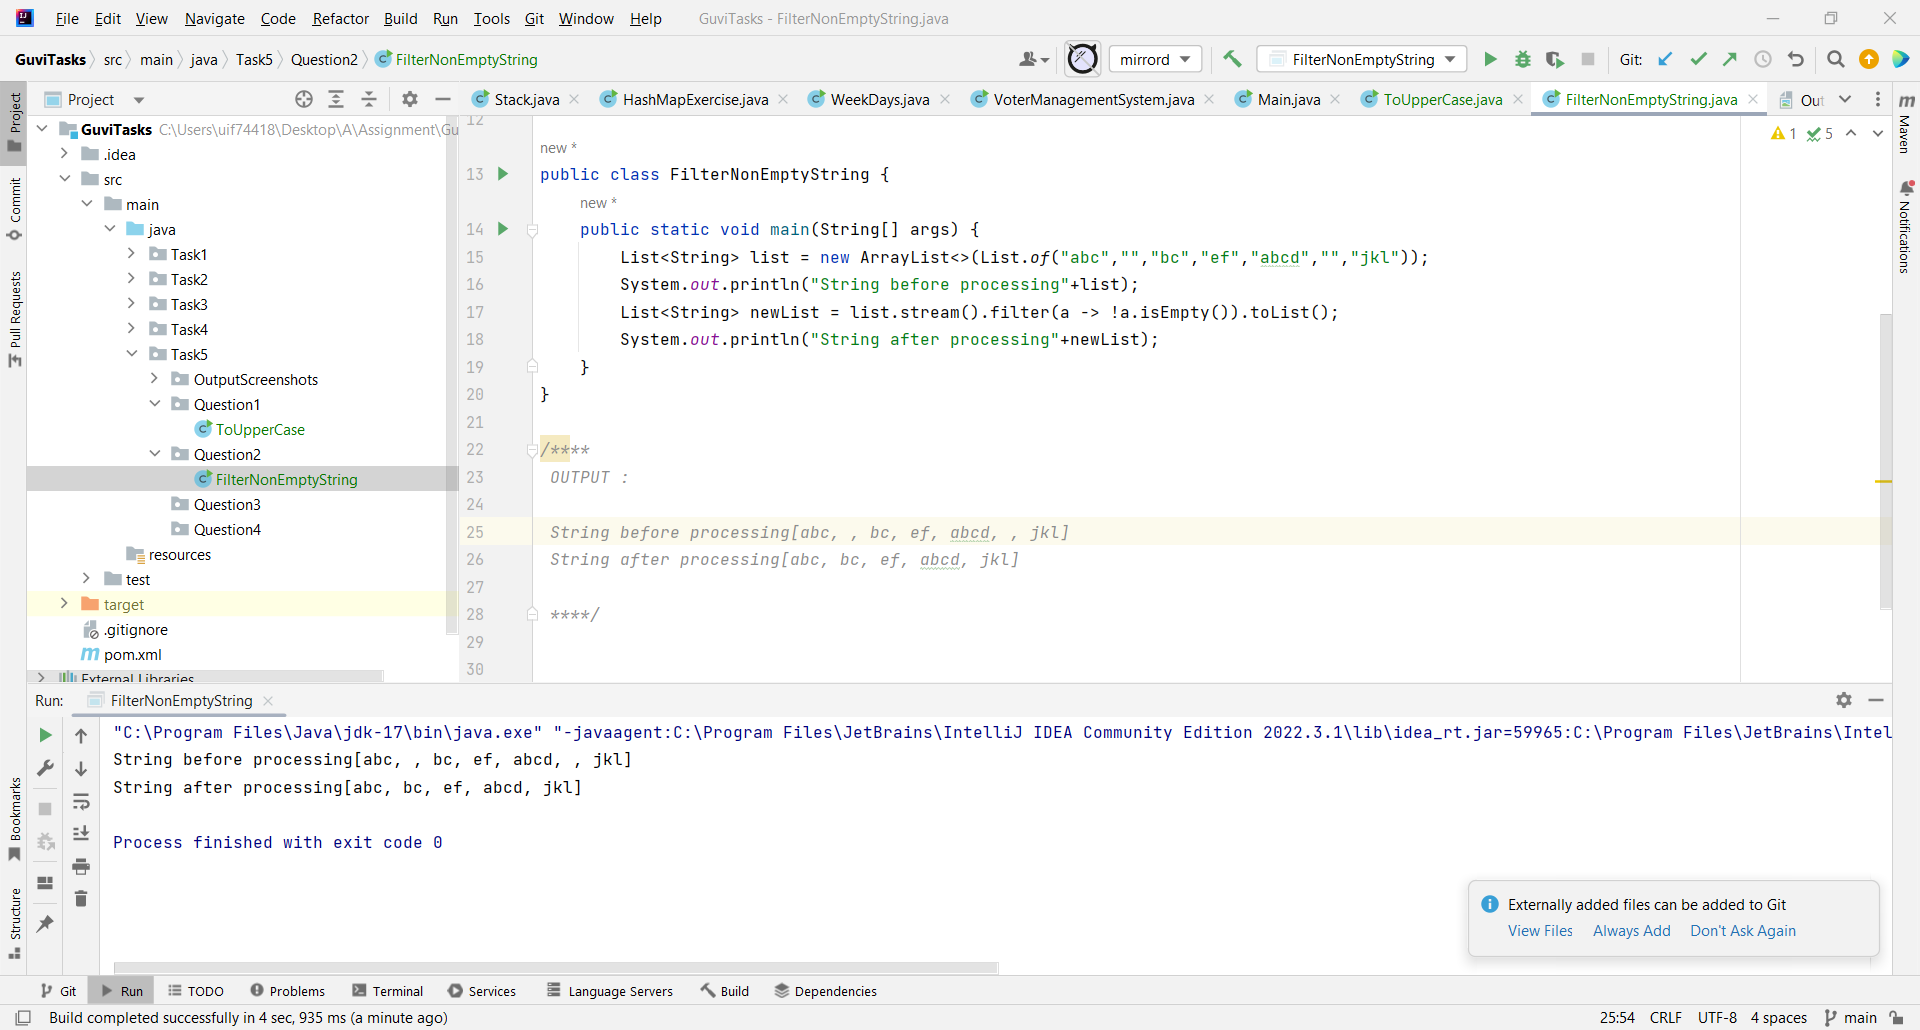 File Edit View Navigate Code Refactor Build Run Tools Git Window Help GuviTasks - FilterNonEmptyString.java
GuviTasks src main java Task5 Question2 FilterNonEmptyString mirrord FilterNonEmptyString Git:
Project Stack.java HashMapExercise.java WeekDays.java VoterManagementSystem.java Main.java ToUpperCase.java FilterNonEmptyString.java Out
Project
Commit
Pull Requests
Bookmarks
Structure
GuviTasks C:\Users\uif74418\Desktop\A\Assignment\Gu
.idea
src
main
java
Task1
Task2
Task3
Task4
Task5
OutputScreenshots
Question1
ToUpperCase
Question2
FilterNonEmptyString
Question3
Question4
resources
test
target
.gitignore
pom.xml
External Libraries
1 5
12
new *
13 public class FilterNonEmptyString {
new *
14 public static void main(String[] args) {
15 List<String> list = new ArrayList<>(List.of("abc","","bc","ef","abcd","","jkl"));
16 System.out.println("String before processing"+list);
17 List<String> newList = list.stream().filter(a -> !a.isEmpty()).toList();
18 System.out.println("String after processing"+newList);
19 }
20 }
21
22 /****
23 OUTPUT :
24
25 String before processing[abc, , bc, ef, abcd, , jkl]
26 String after processing[abc, bc, ef, abcd, jkl]
27
28 ****/
29
30
m
Maven
Notifications
Run: FilterNonEmptyString
"C:\Program Files\Java\jdk-17\bin\java.exe" "-javaagent:C:\Program Files\JetBrains\IntelliJ IDEA Community Edition 2022.3.1\lib\idea_rt.jar=59965:C:\Program Files\JetBrains\Intel
String before processing[abc, , bc, ef, abcd, , jkl]
String after processing[abc, bc, ef, abcd, jkl]
Process finished with exit code 0
Externally added files can be added to Git
View Files Always Add Don't Ask Again
Git Run TODO Problems Terminal Services Language Servers Build Dependencies
Build completed successfully in 4 sec, 935 ms (a minute ago) 25:54 CRLF UTF-8 4 spaces main